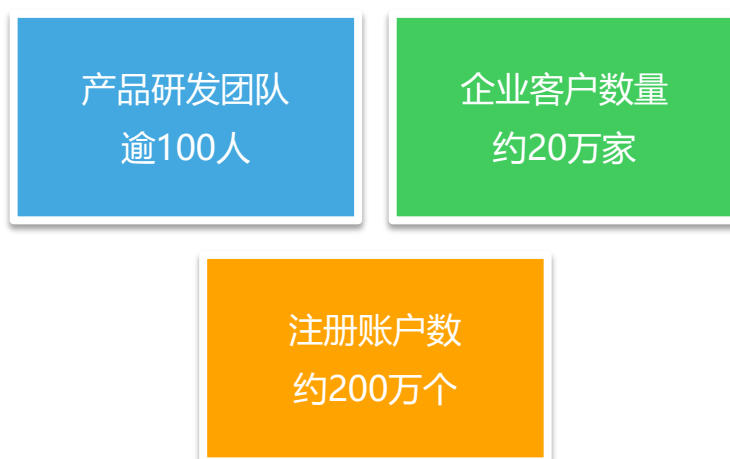 产品研发团队
逾100人
企业客户数量
约20万家
注册账户数
约200万个